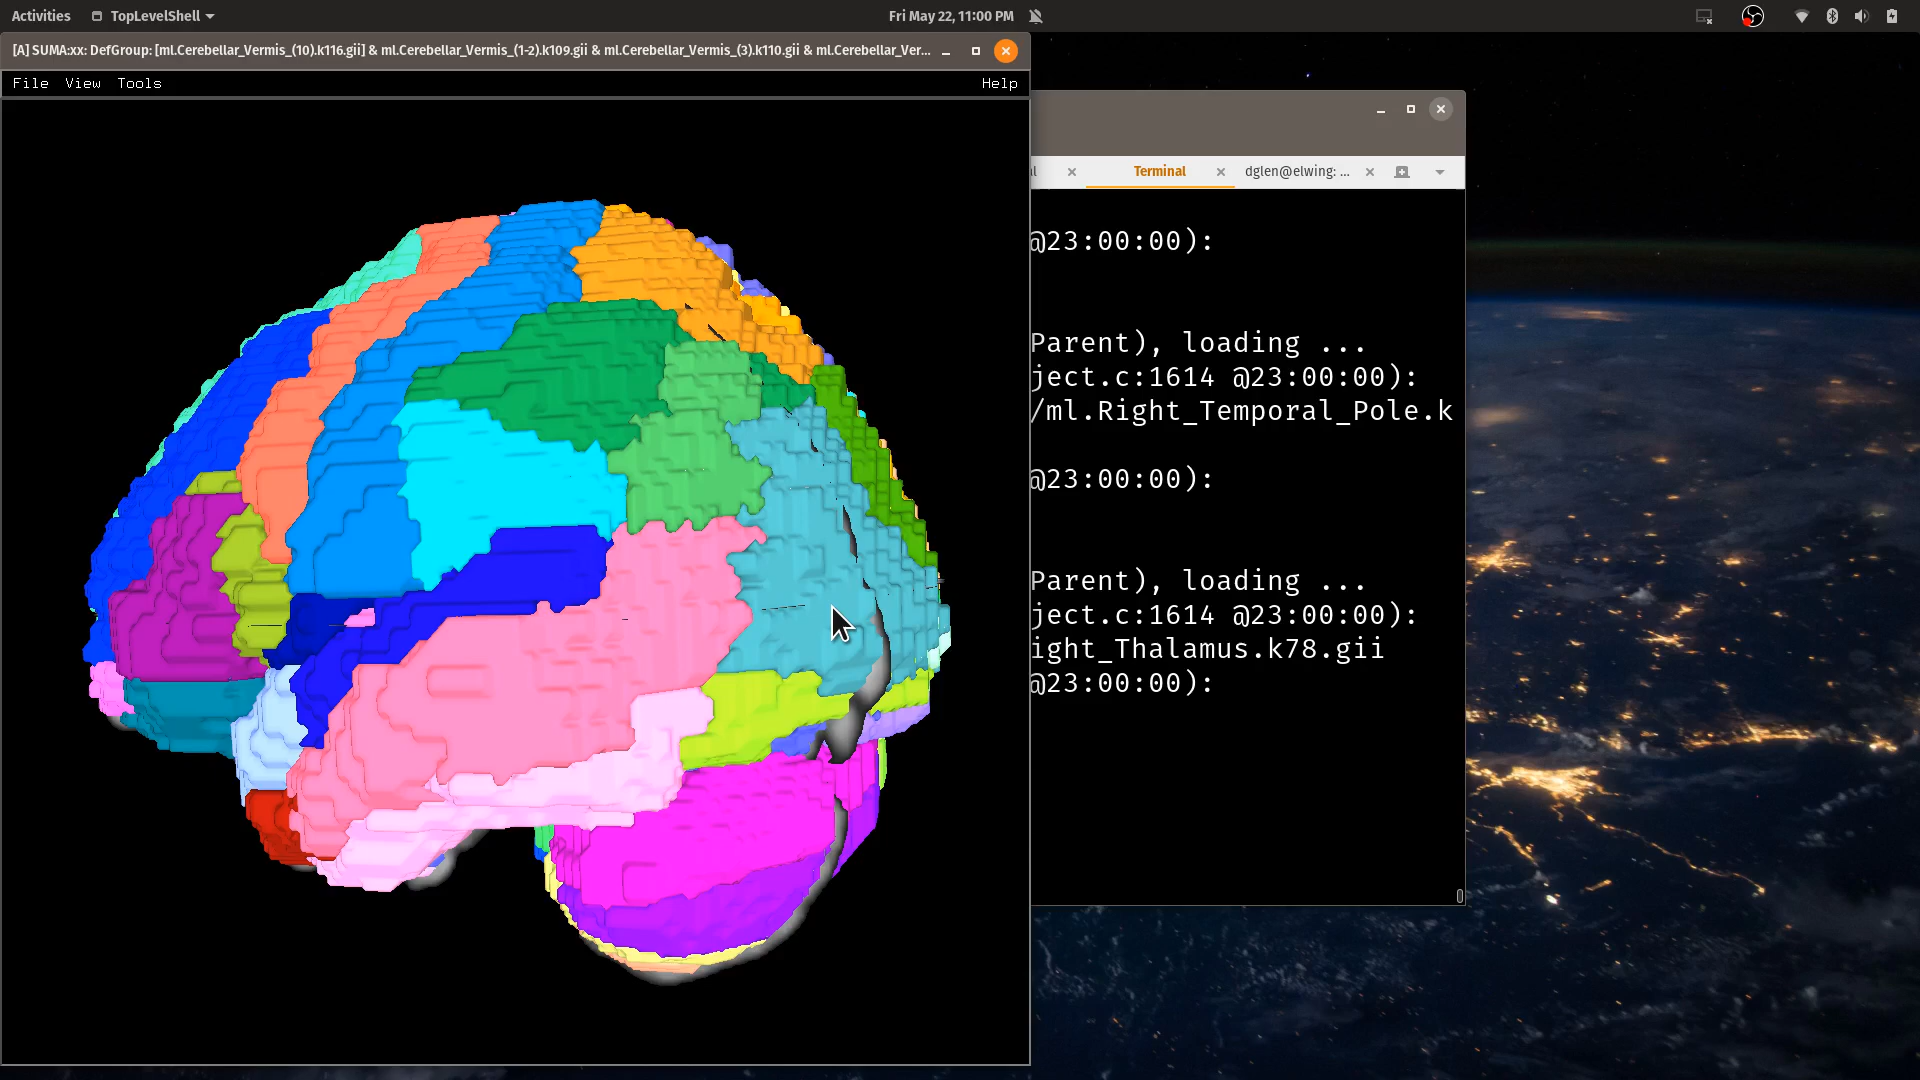 Activities
TopLevelShell
Fri May 22, 11:00 PM
[A] SUMA:xx: DefGroup: [ml.Cerebellar_Vermis_(10).k116.gii] & ml.Cerebellar_Vermis_(1-2).k109.gii & ml.Cerebellar_Vermis_(3).k110.gii & ml.Cerebellar_Ver...
File View Tools Help
Terminal
dglen@elwing: ...
@23:00:00):
Parent), loading ...
ject.c:1614 @23:00:00):
/ml.Right_Temporal_Pole.k
@23:00:00):
Parent), loading ...
ject.c:1614 @23:00:00):
ight_Thalamus.k78.gii
@23:00:00):